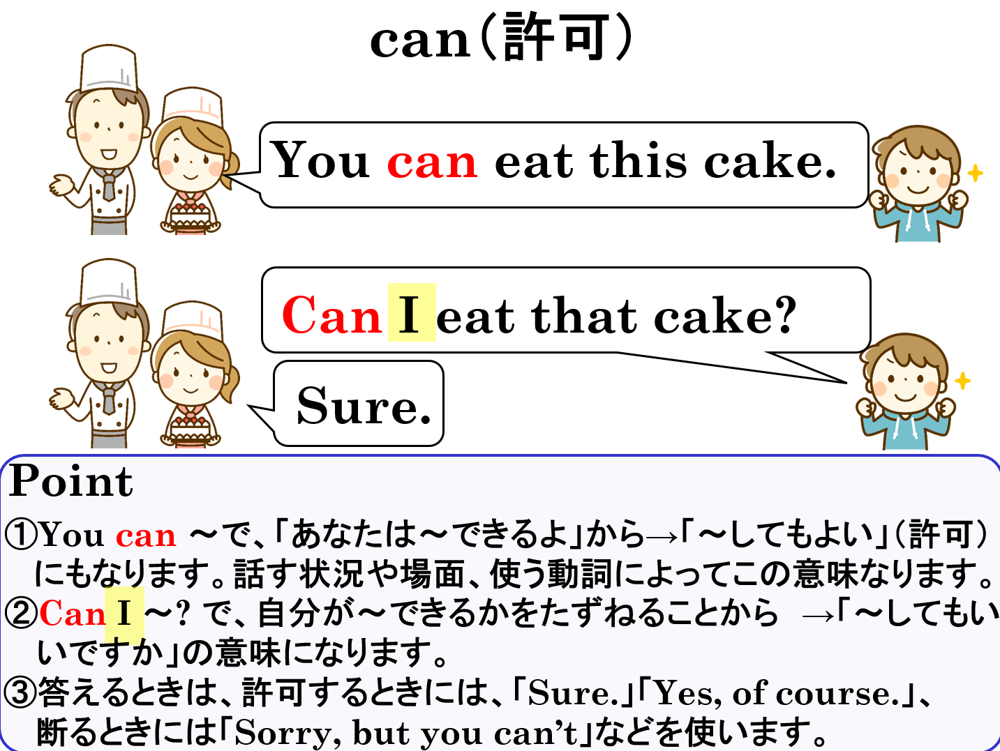 can(許可)
You can eat this cake.
Can I eat that cake?
Sure.
Point
①You can ～で、「あなたは～できるよ」から→「～してもよい」(許可)
にもなります。話す状況や場面、使う動詞によってこの意味なります。
②Can I ～? で、自分が～できるかをたずねることから　→「～してもい
いですか」の意味になります。
③答えるときは、許可するときには、「Sure.」「Yes, of course.」、
断るときには「Sorry, but you can't」などを使います。